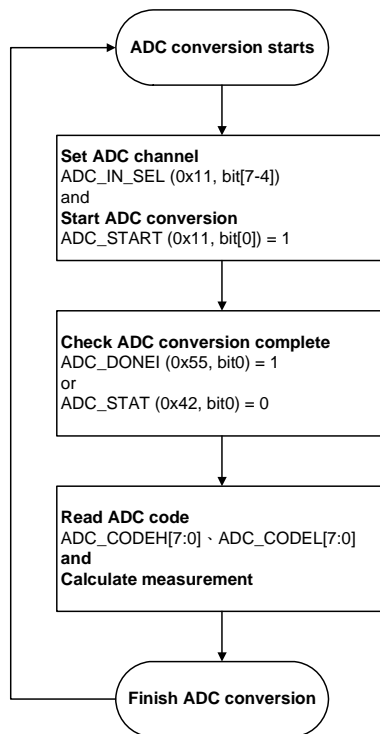 ADC conversion starts
Set ADC channel
ADC_IN_SEL (0x11, bit[7-4])
and
Start ADC conversion
ADC_START (0x11, bit[0]) = 1
Check ADC conversion complete
ADC_DONEI (0x55, bit0) = 1
or
ADC_STAT (0x42, bit0) = 0
Read ADC code
ADC_CODEH[7:0]、ADC_CODEL[7:0]
and
Calculate measurement
Finish ADC conversion